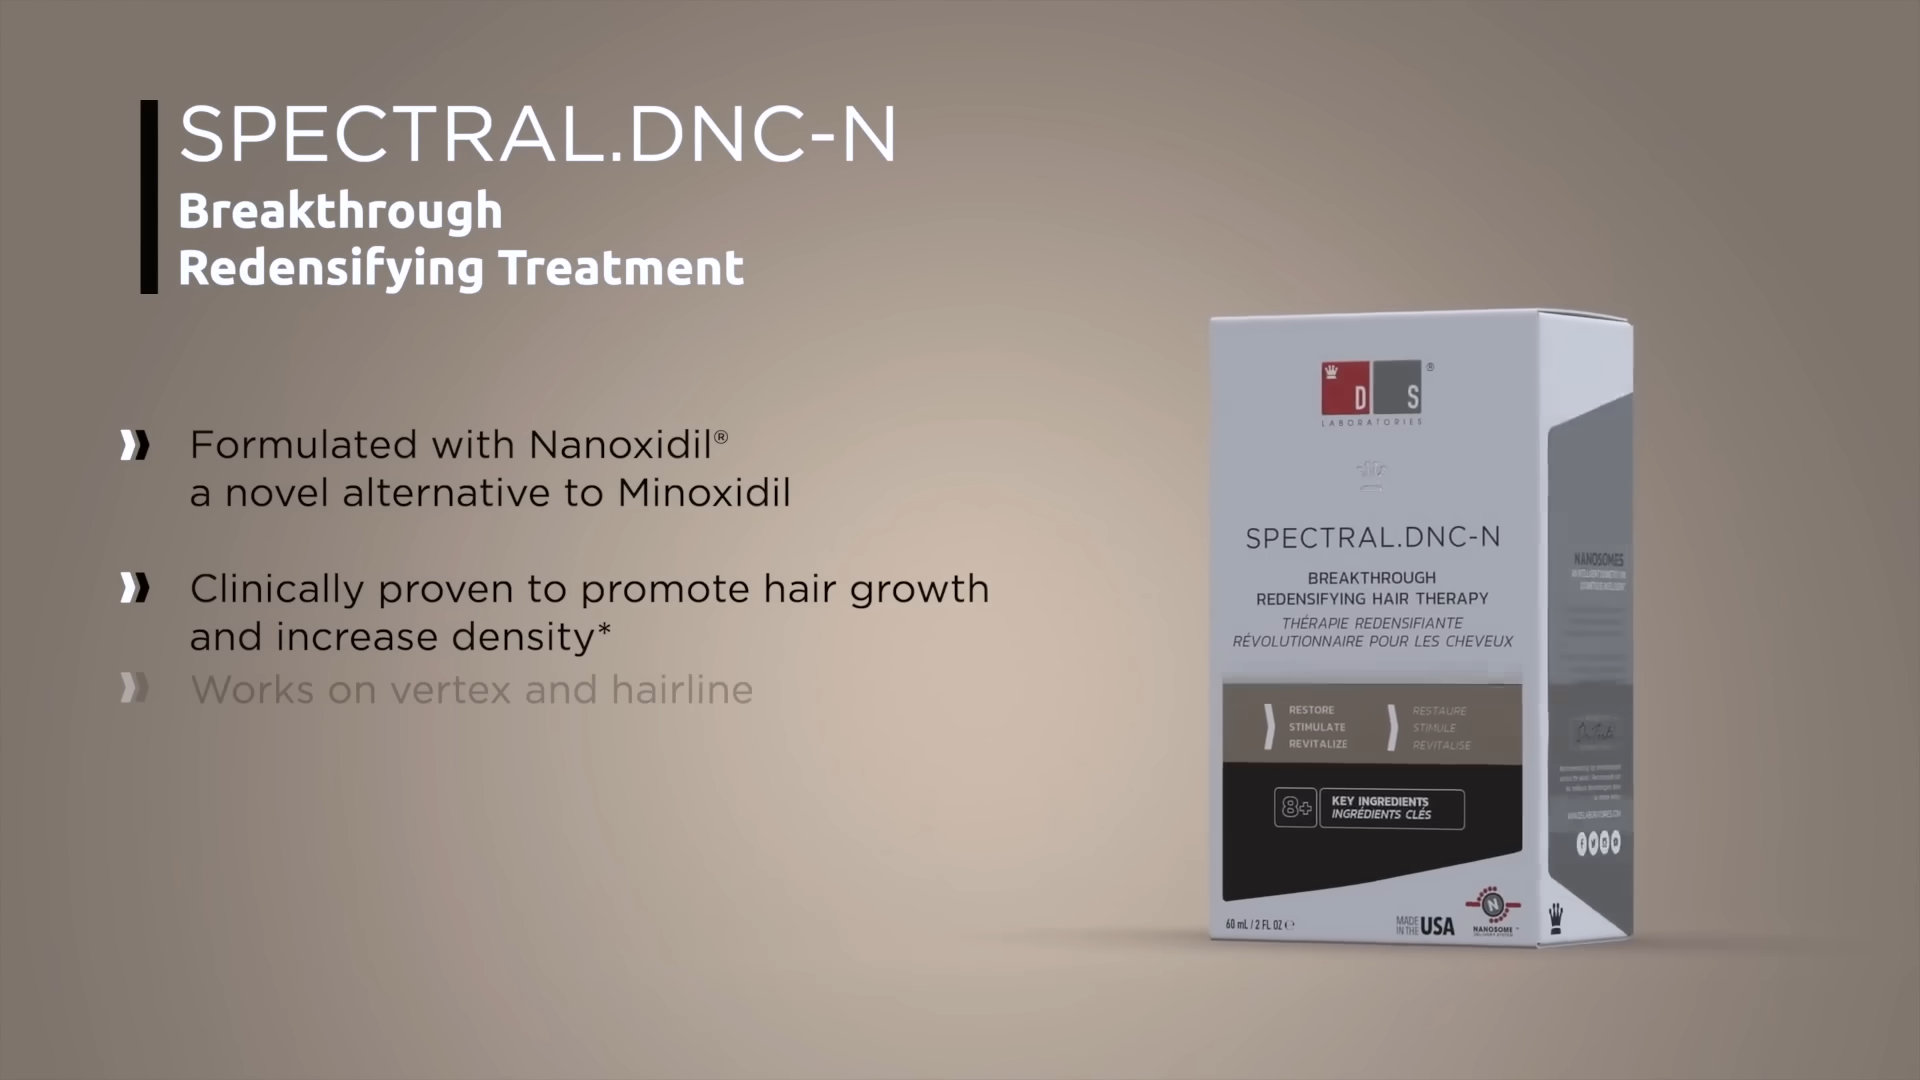 SPECTRAL.DNC-N
Breakthrough
Redensifying Treatment
Formulated with Nanoxidil®
a novel alternative to Minoxidil
Clinically proven to promote hair growth
and increase density*
Works on vertex and hairline
D S ®
LABORATORIES
SPECTRAL.DNC-N
BREAKTHROUGH
REDENSIFYING HAIR THERAPY
THÉRAPIE REDENSIFIANTE
RÉVOLUTIONNAIRE POUR LES CHEVEUX
RESTORE
STIMULATE
REVITALIZE
RESTAURE
STIMULE
REVITALISE
8+
KEY INGREDIENTS
INGRÉDIENTS CLÉS
60 mL / 2 FL OZ e
MADE
IN THE USA
N
NANOSOME™
NANOSOMES